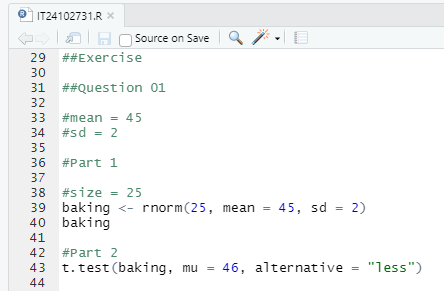 IT24102731.R
Source on Save
29 ##Exercise
30
31 ##Question 01
32
33 #mean = 45
34 #sd = 2
35
36 #Part 1
37
38 #size = 25
39 baking <- rnorm(25, mean = 45, sd = 2)
40 baking
41
42 #Part 2
43 t.test(baking, mu = 46, alternative = "less")
44